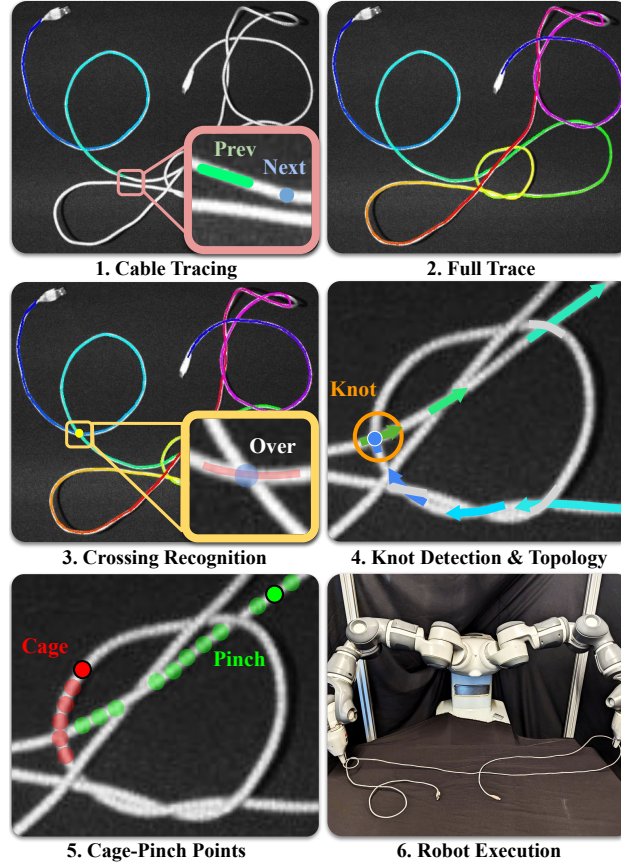 Prev
Next
1. Cable Tracing
2. Full Trace
Over
3. Crossing Recognition
Knot
4. Knot Detection & Topology
Cage
Pinch
5. Cage-Pinch Points
6. Robot Execution